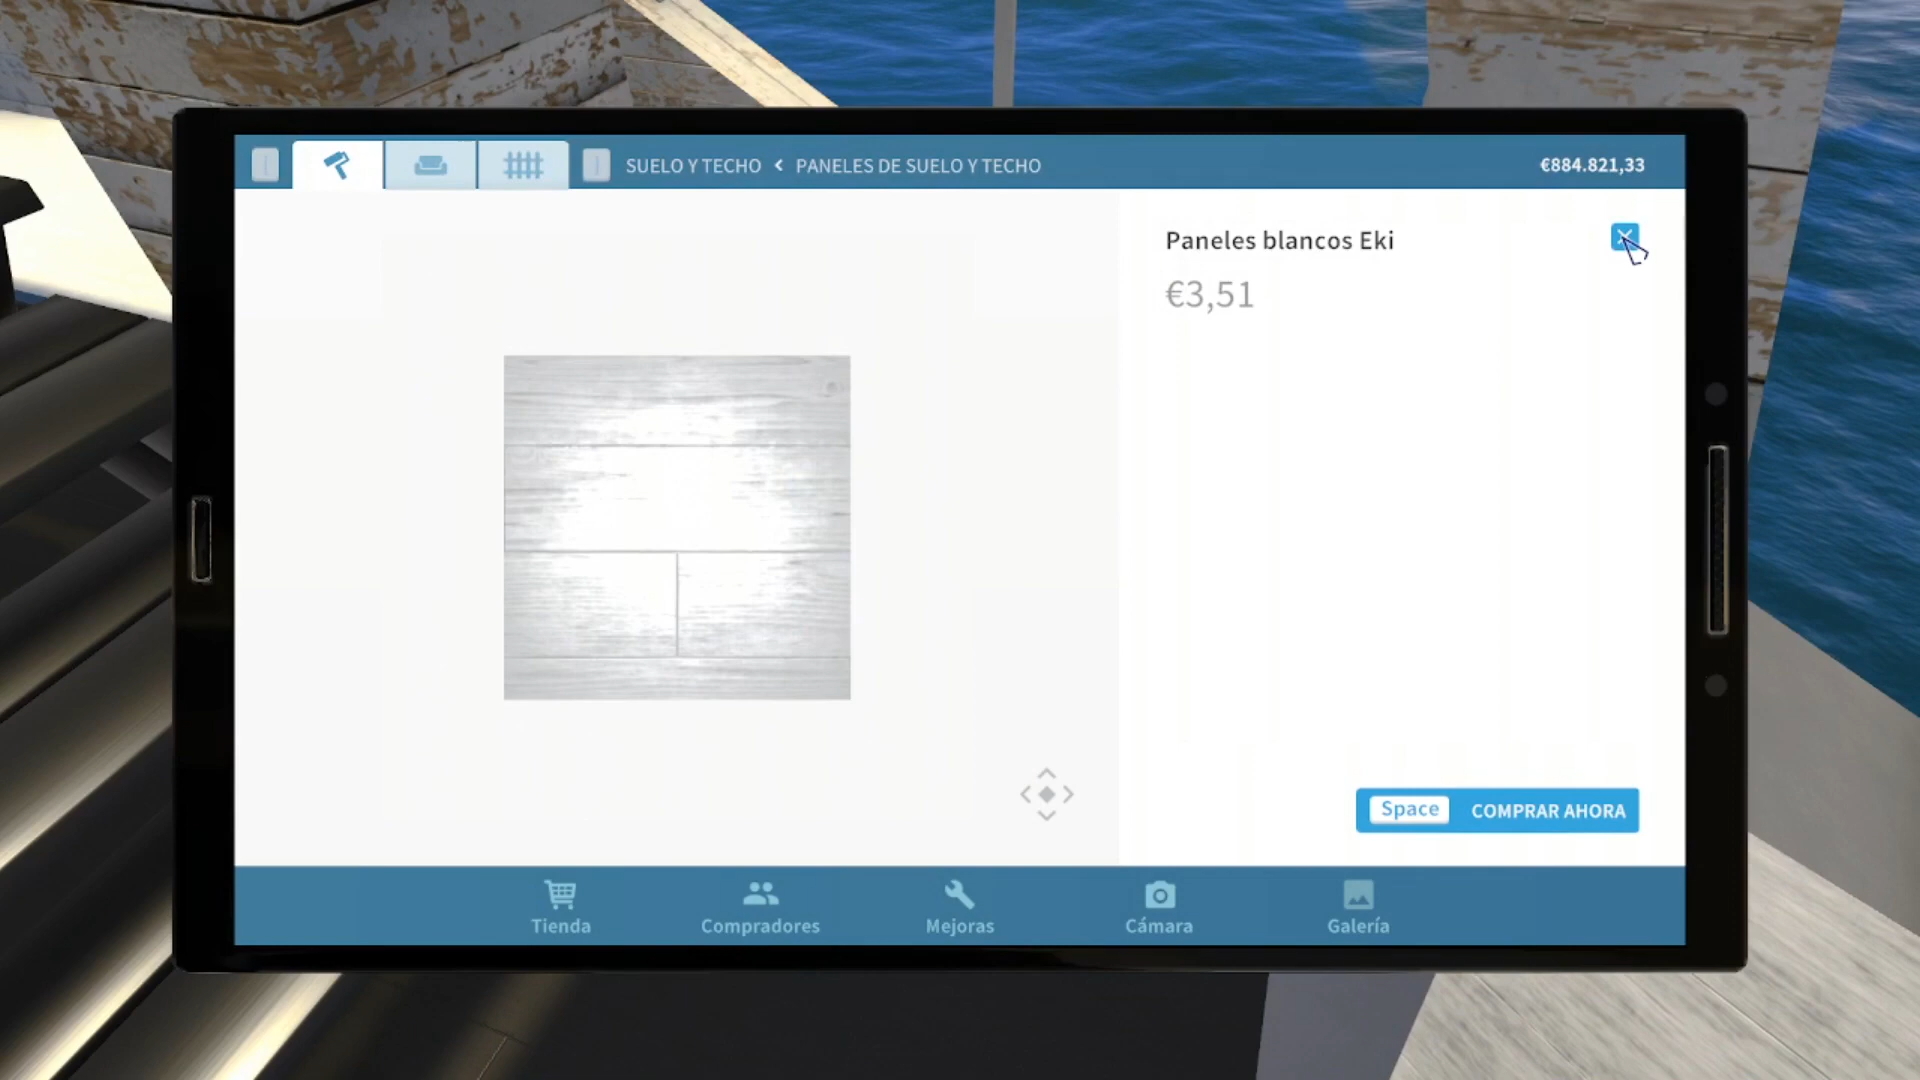 SUELO Y TECHO < PANELES DE SUELO Y TECHO
€884.821,33
Paneles blancos Eki
€3,51
Space COMPRAR AHORA
Tienda
Compradores
Mejoras
Cámara
Galería